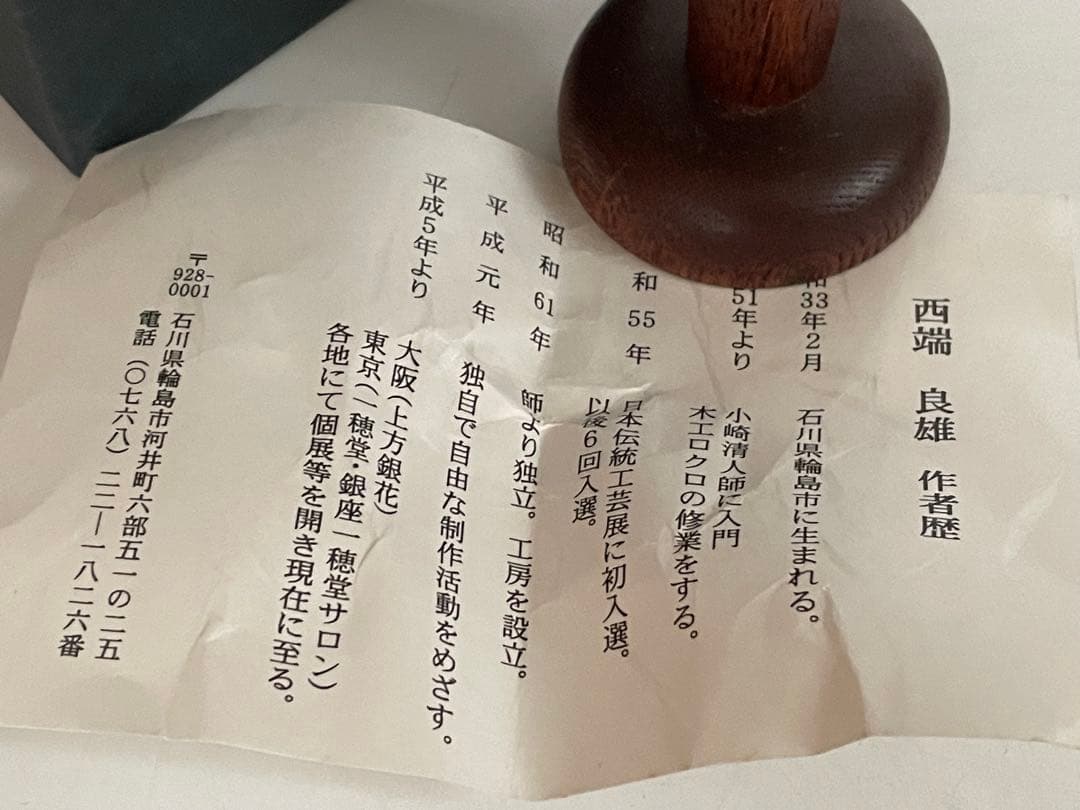 西端 良雄 作者歴
和33年2月 石川県輪島市に生まれる。
51年より 小崎清人師に入門
木工ロクロの修業をする。
和55年 日本伝統工芸展に初入選。
以後6回入選。
昭和61年 師より独立。工房を設立。
平成元年 独自で自由な制作活動をめざす。
平成5年より 大阪(上方銀花)
東京(一穂堂・銀座一穂堂サロン)
各地にて個展等を開き現在に至る。
〒928-0001 石川県輪島市河井町六部五一の二五
電話(〇七六八)二二―一八二六番